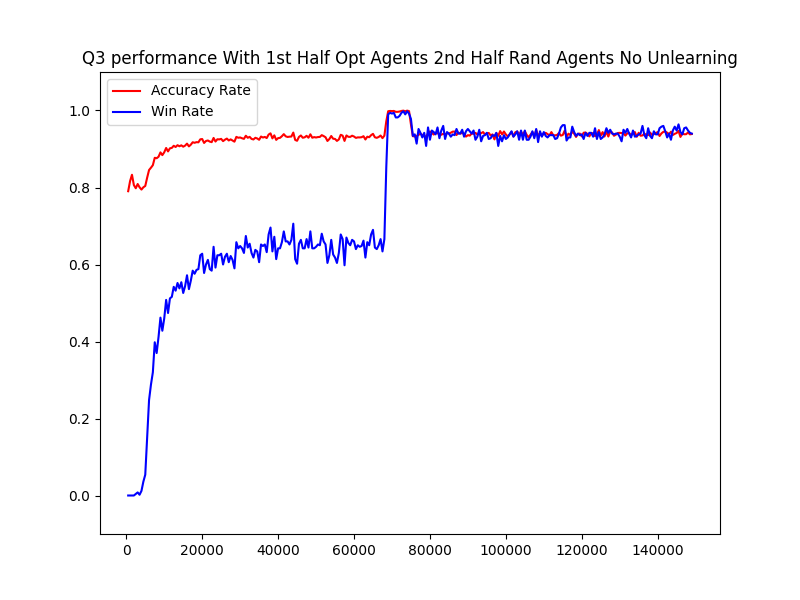 Q3 performance With 1st Half Opt Agents 2nd Half Rand Agents No Unlearning
Accuracy Rate
Win Rate
1.0
0.8
0.6
0.4
0.2
0.0
0 20000 40000 60000 80000 100000 120000 140000